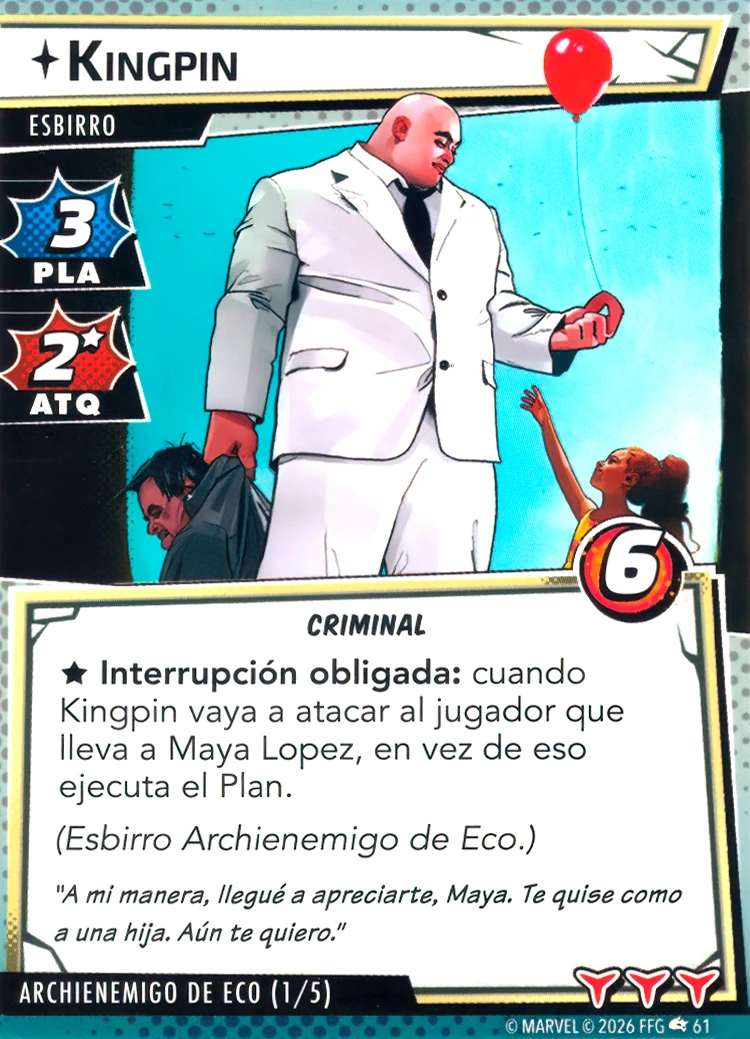 KINGPIN
ESBIRRO
3
PLA
2
ATQ
6
CRIMINAL
★ Interrupción obligada: cuando
Kingpin vaya a atacar al jugador que
lleva a Maya Lopez, en vez de eso
ejecuta el Plan.
(Esbirro Archienemigo de Eco.)
"A mi manera, llegué a apreciarte, Maya. Te quise como
a una hija. Aún te quiero."
ARCHIENEMIGO DE ECO (1/5)
© MARVEL © 2026 FFG 61